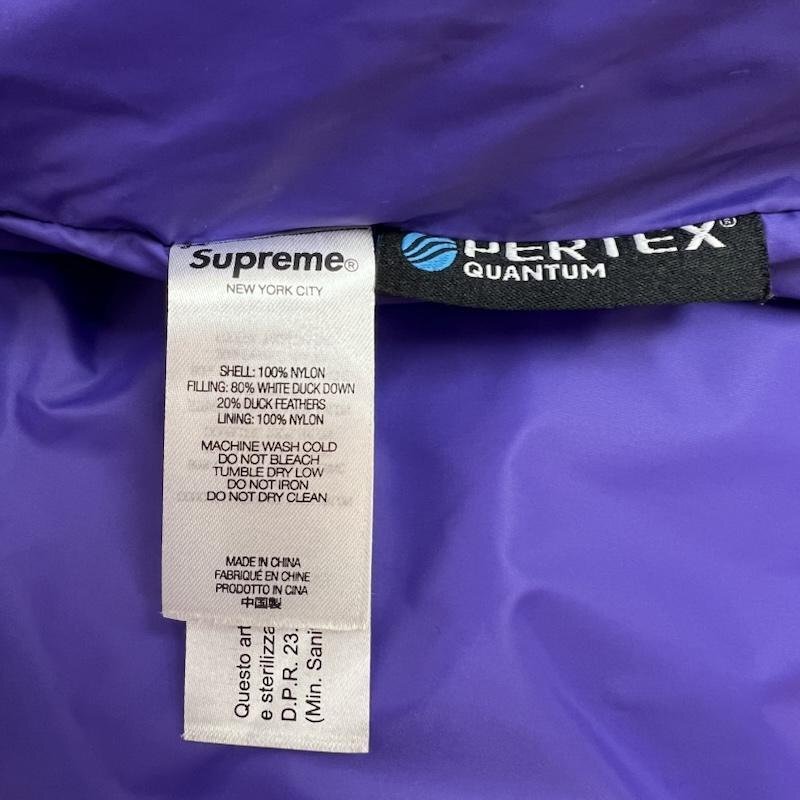 Supreme®
NEW YORK CITY
SHELL: 100% NYLON
FILLING: 80% WHITE DUCK DOWN
20% DUCK FEATHERS
LINING: 100% NYLON
MACHINE WASH COLD
DO NOT BLEACH
TUMBLE DRY LOW
DO NOT IRON
DO NOT DRY CLEAN
MADE IN CHINA
FABRIQUÉ EN CHINE
PRODOTTO IN CINA
中国製
Questo art
e sterilizza
D.P.R. 23.
(Min. Sani
PERTEX®
QUANTUM